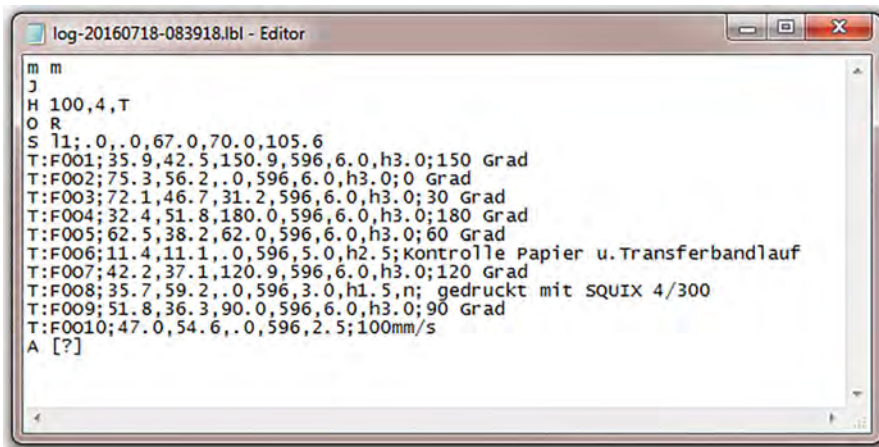 log-20160718-083918.lbl - Editor
m m
J
H 100,4,T
O R
S l1;.0,.0,67.0,70.0,105.6
T:F001;35.9,42.5,150.9,596,6.0,h3.0;150 Grad
T:F002;75.3,56.2,.0,596,6.0,h3.0;0 Grad
T:F003;72.1,46.7,31.2,596,6.0,h3.0;30 Grad
T:F004;32.4,51.8,180.0,596,6.0,h3.0;180 Grad
T:F005;62.5,38.2,62.0,596,6.0,h3.0;60 Grad
T:F006;11.4,11.1,.0,596,5.0,h2.5;Kontrolle Papier u.Transferbandlauf
T:F007;42.2,37.1,120.9,596,6.0,h3.0;120 Grad
T:F008;35.7,59.2,.0,596,3.0,h1.5,n; gedruckt mit SQUIX 4/300
T:F009;51.8,36.3,90.0,596,6.0,h3.0;90 Grad
T:F0010;47.0,54.6,.0,596,2.5;100mm/s
A [?]